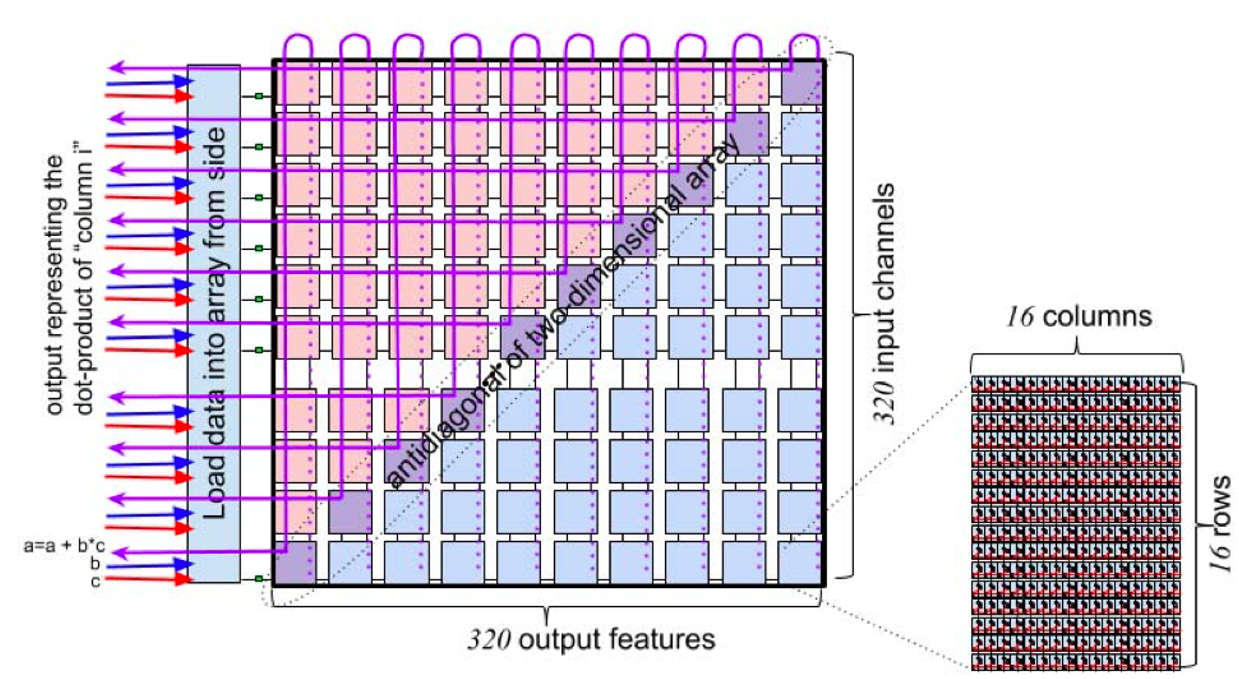 output representing the
dot-product of “column i”
Load data into array from side
antidiagonal of two-dimensional array
320 input channels
16 columns
16 rows
a=a + b*c
b
c
320 output features